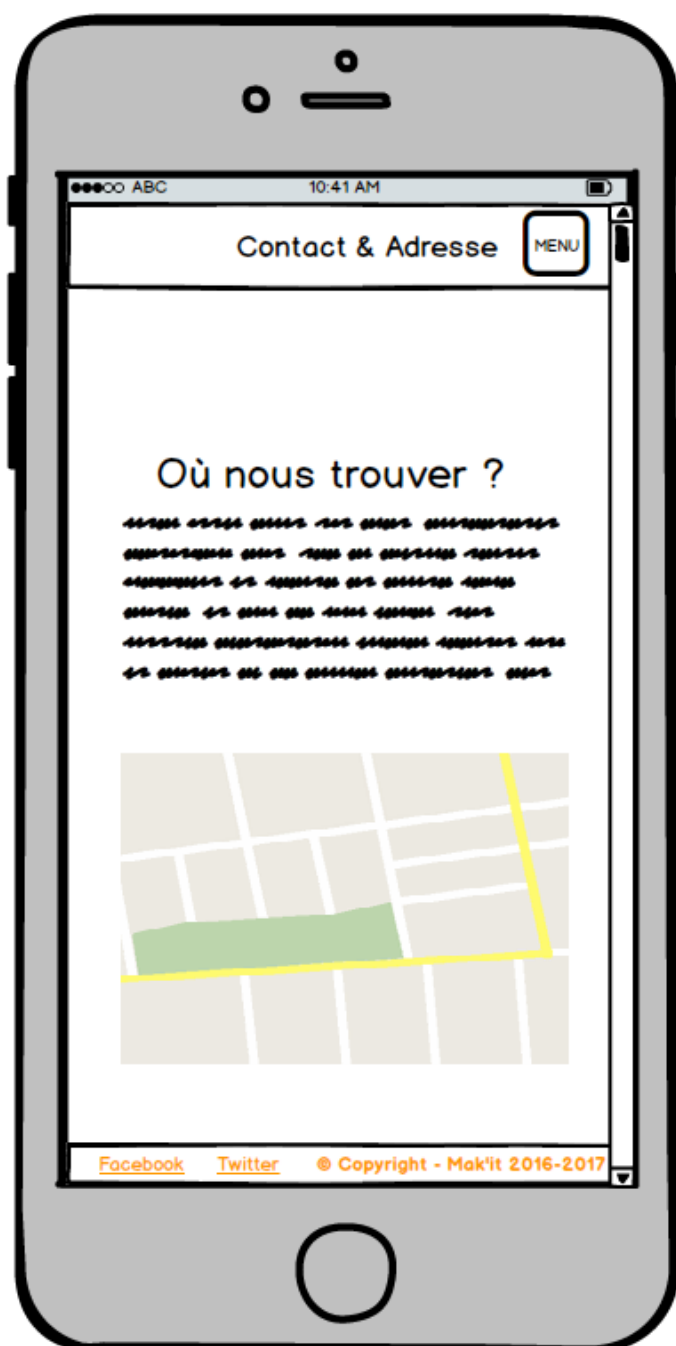 ABC 10:41 AM
Contact & Adresse MENU
Où nous trouver ?
Facebook Twitter © Copyright - Mak'it 2016-2017